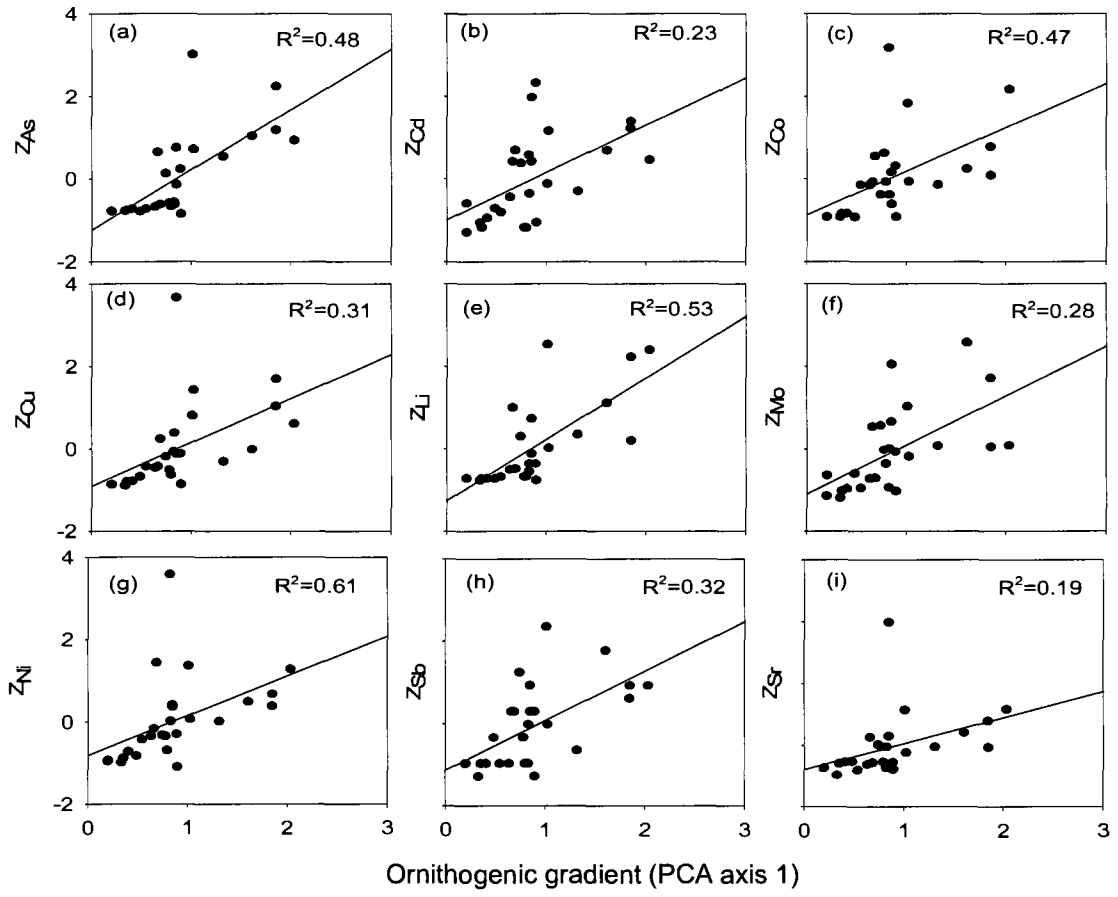 4
2
0
-2
Z_As
(a)
R²=0.48
Z_Cd
(b)
R²=0.23
Z_Co
(c)
R²=0.47
4
2
0
-2
Z_Cu
(d)
R²=0.31
Z_Li
(e)
R²=0.53
Z_Mo
(f)
R²=0.28
4
2
0
-2
Z_Ni
(g)
R²=0.61
Z_Sb
(h)
R²=0.32
Z_Sr
(i)
R²=0.19
0 1 2 3 0 1 2 3 0 1 2 3
Ornithogenic gradient (PCA axis 1)